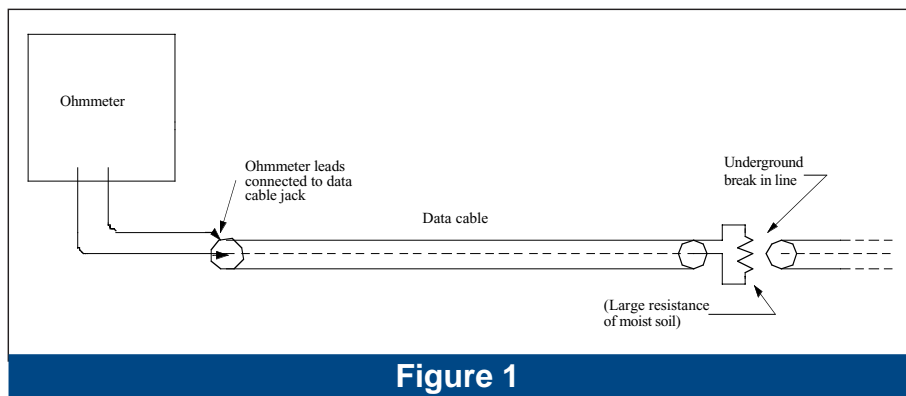 Ohmmeter
Ohmmeter leads
connected to data
cable jack
Data cable
Underground
break in line
(Large resistance
of moist soil)
Figure 1